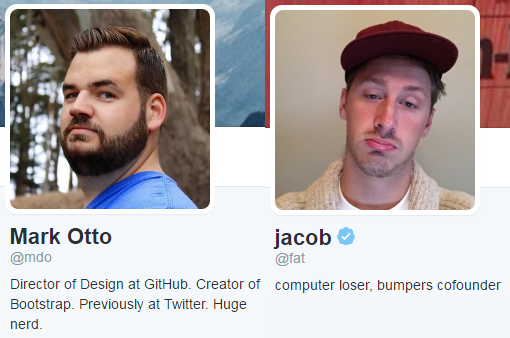 Mark Otto
@mdo
Director of Design at GitHub. Creator of
Bootstrap. Previously at Twitter. Huge
nerd.
jacob
@fat
computer loser, bumpers cofounder